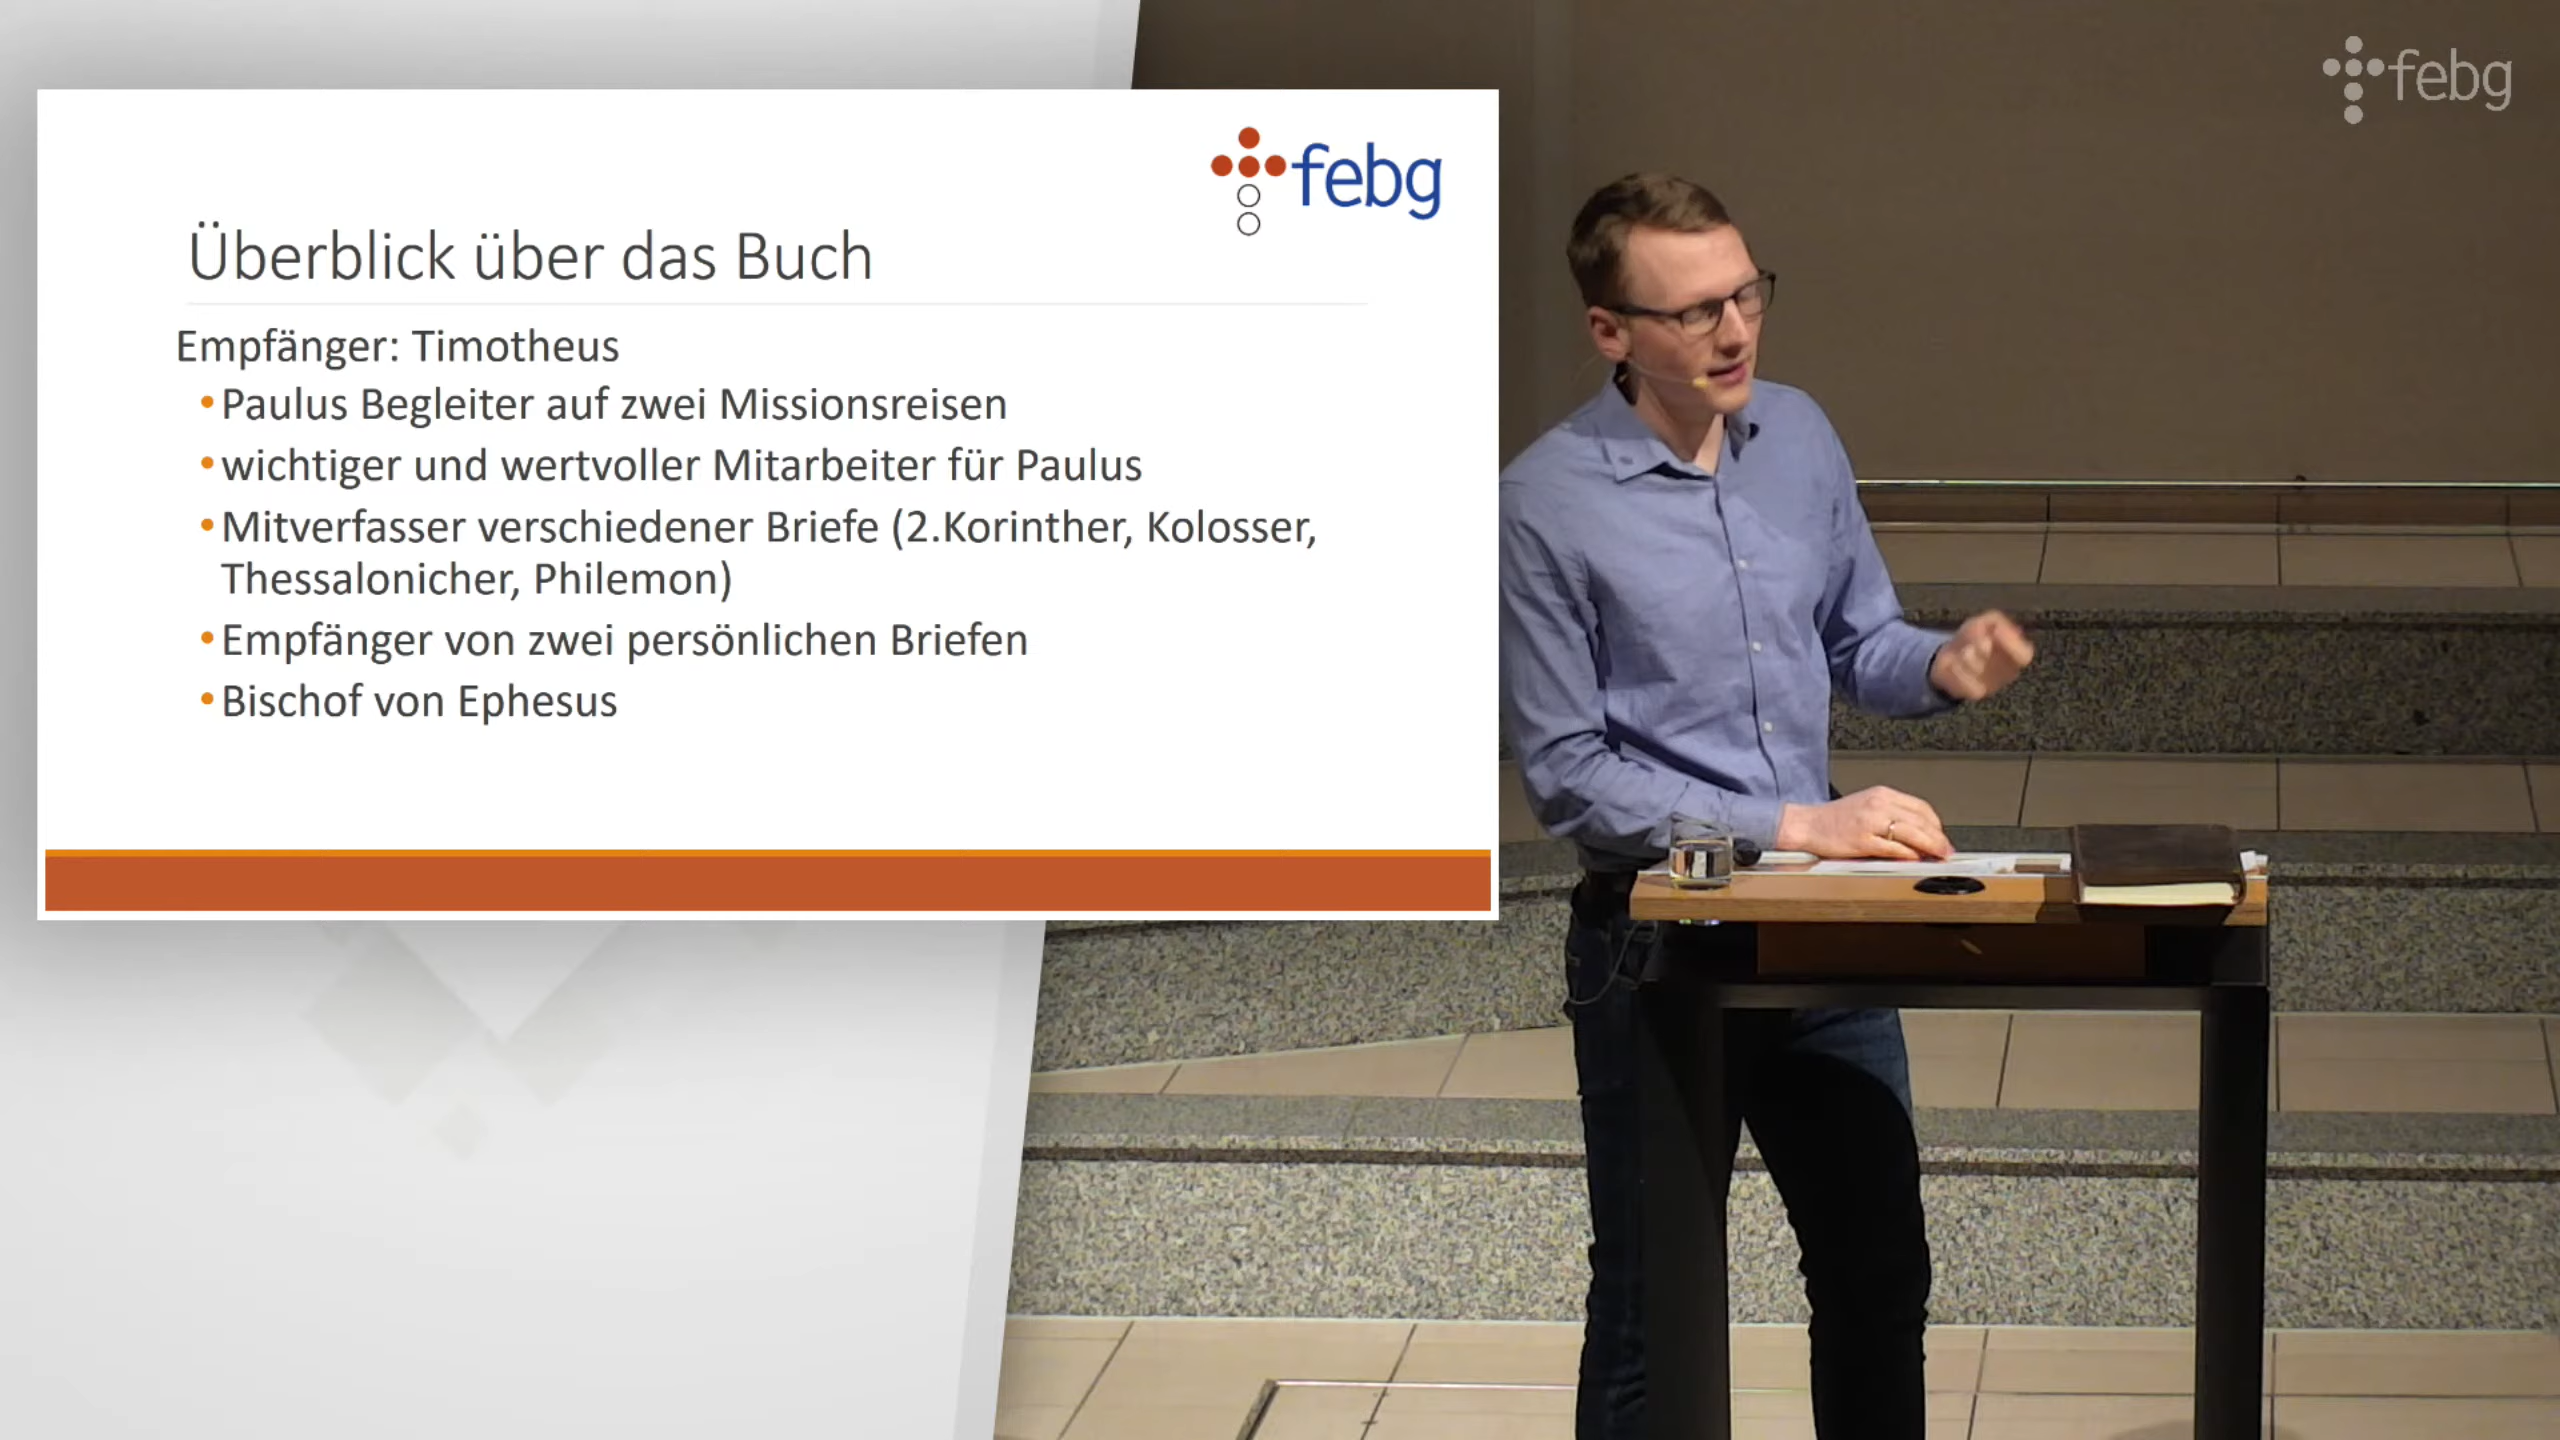 febg
febg
Überblick über das Buch
Empfänger: Timotheus
•Paulus Begleiter auf zwei Missionsreisen
•wichtiger und wertvoller Mitarbeiter für Paulus
•Mitverfasser verschiedener Briefe (2.Korinther, Kolosser,
Thessalonicher, Philemon)
•Empfänger von zwei persönlichen Briefen
•Bischof von Ephesus